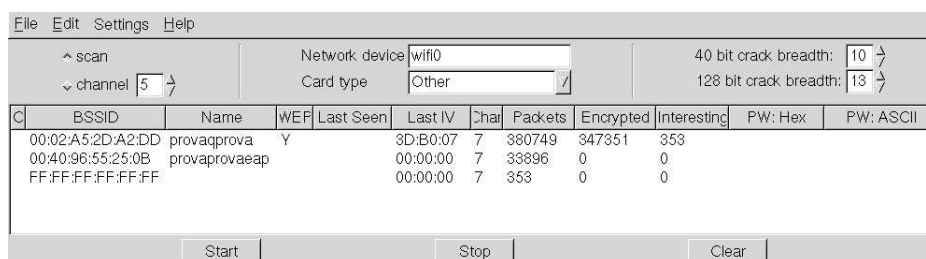 File Edit Settings Help
scan Network device wifi0 40 bit crack breadth: 10
channel 5 Card type Other 128 bit crack breadth: 13
C BSSID Name WEP Last Seen Last IV Chan Packets Encrypted Interesting PW: Hex PW: ASCII
00:02:A5:2D:A2:DD provaqprova Y 3D:B0:07 7 380749 347351 353
00:40:96:55:25:0B provaprovaeap 00:00:00 7 33896 0 0
FF:FF:FF:FF:FF:FF 00:00:00 7 353 0 0
Start Stop Clear